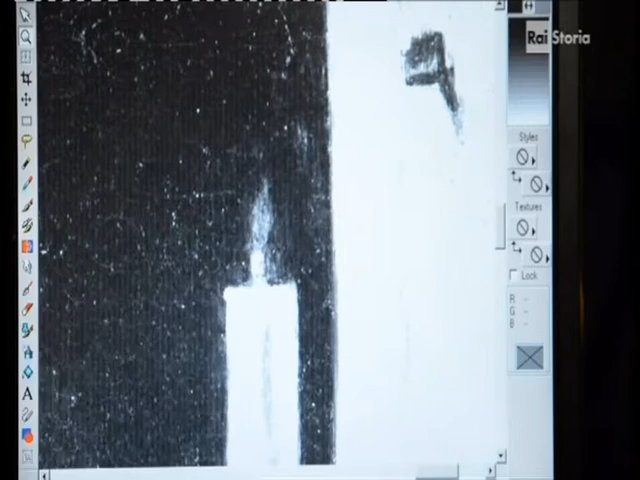 Rai Storia
Styles
Textures
Lock
R -
G -
B -
A